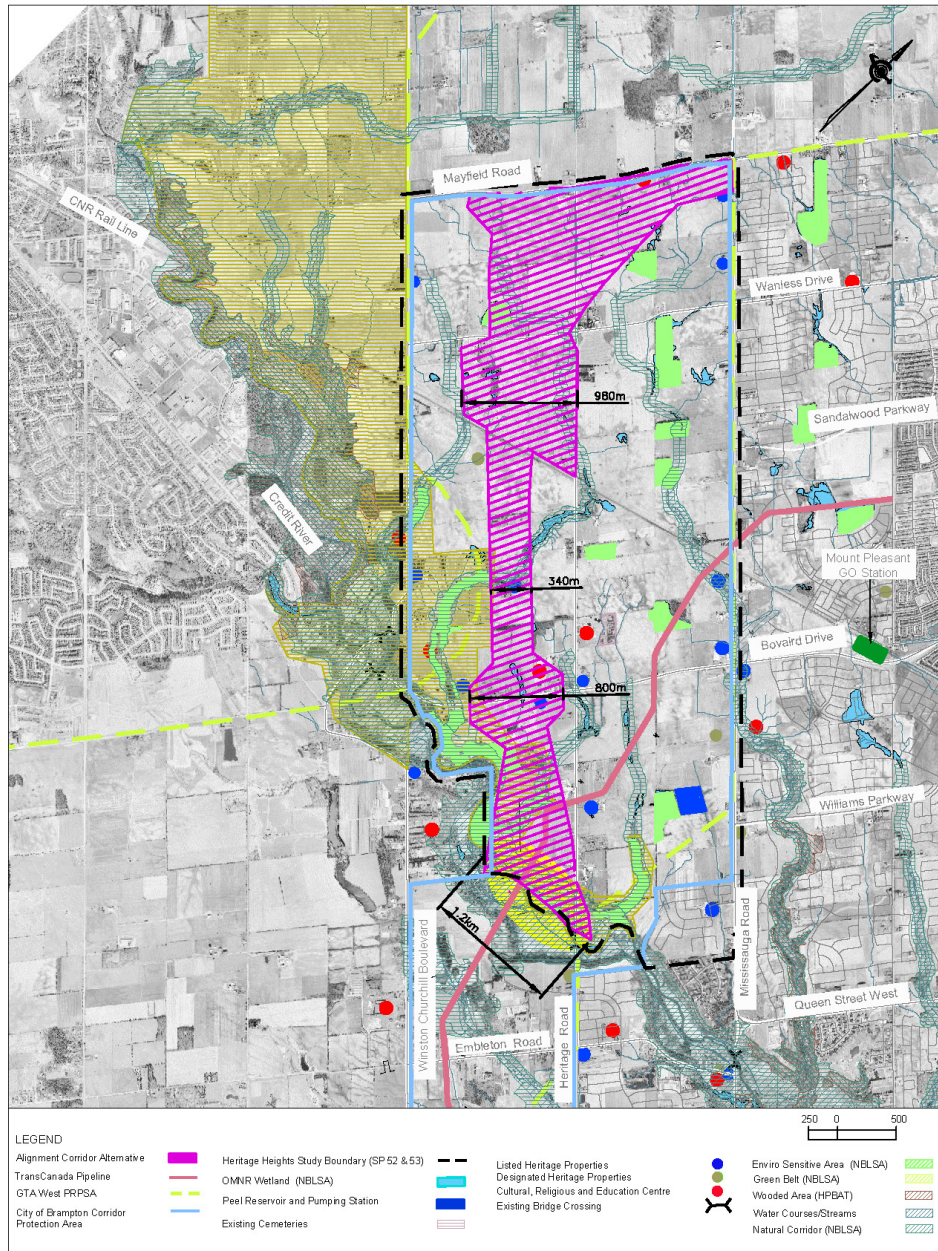 Mayfield Road
CNR Rail Line
Wanless Drive
980m
Sandalwood Parkway
Credit River
Mount Pleasant
GO Station
340m
Bovaird Drive
800m
Williams Parkway
1.2km
Winston Churchill Boulevard
Heritage Road
Mississauga Road
Queen Street West
Embleton Road
250 0 500
LEGEND
Alignment Corridor Alternative
TransCanada Pipeline
GTA West PRPSA
City of Brampton Corridor
Protection Area
Heritage Heights Study Boundary (SP 52 & 53)
OMNR Wetland (NBLSA)
Peel Reservoir and Pumping Station
Existing Cemeteries
Listed Heritage Properties
Designated Heritage Properties
Cultural, Religious and Education Centre
Existing Bridge Crossing
Enviro Sensitive Area (NBLSA)
Green Belt (NBLSA)
Wooded Area (HPBAT)
Water Courses/Streams
Natural Corridor (NBLSA)